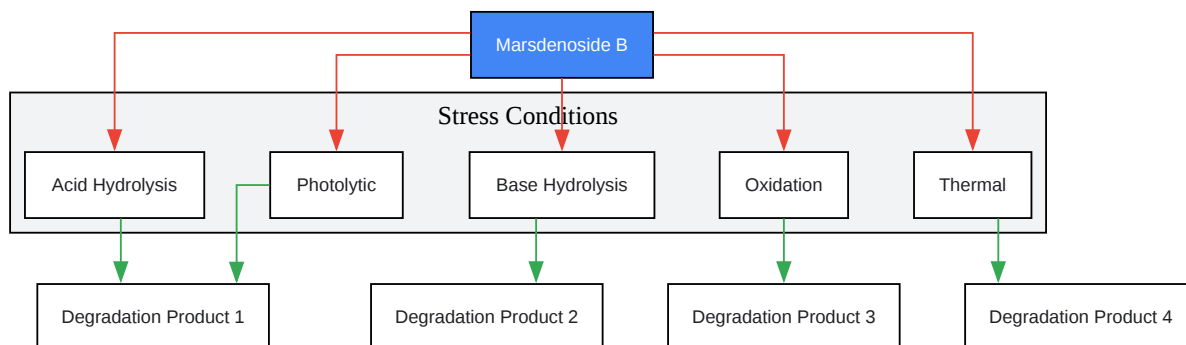 Marsdenoside B
Stress Conditions
Acid Hydrolysis
Photolytic
Base Hydrolysis
Oxidation
Thermal
Degradation Product 1
Degradation Product 2
Degradation Product 3
Degradation Product 4